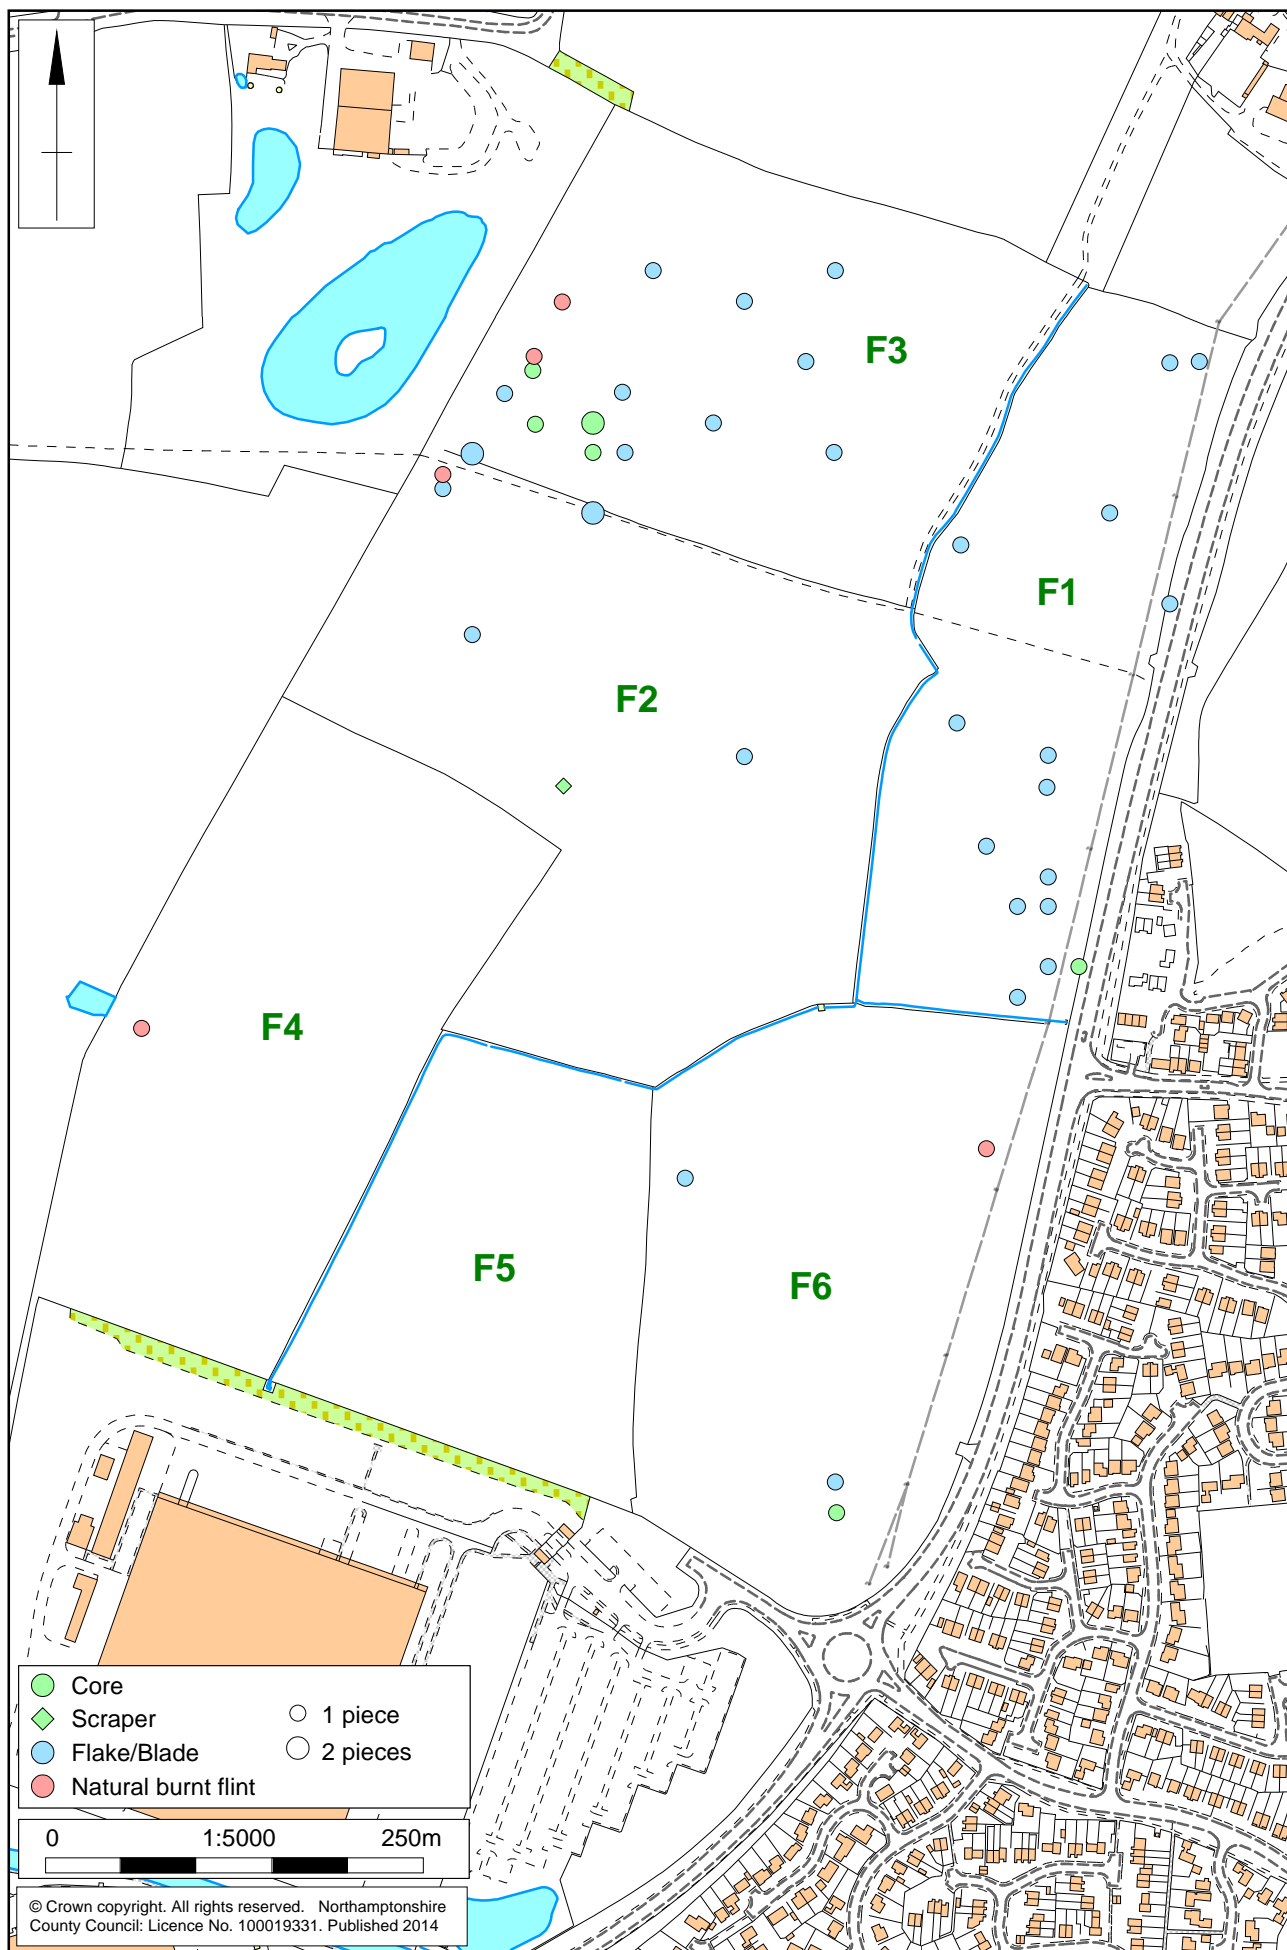 F3
F1
F2
F4
F5
F6
Core
Scraper
Flake/Blade
Natural burnt flint
1 piece
2 pieces
0 1:5000 250m
© Crown copyright. All rights reserved. Northamptonshire
County Council: Licence No. 100019331. Published 2014